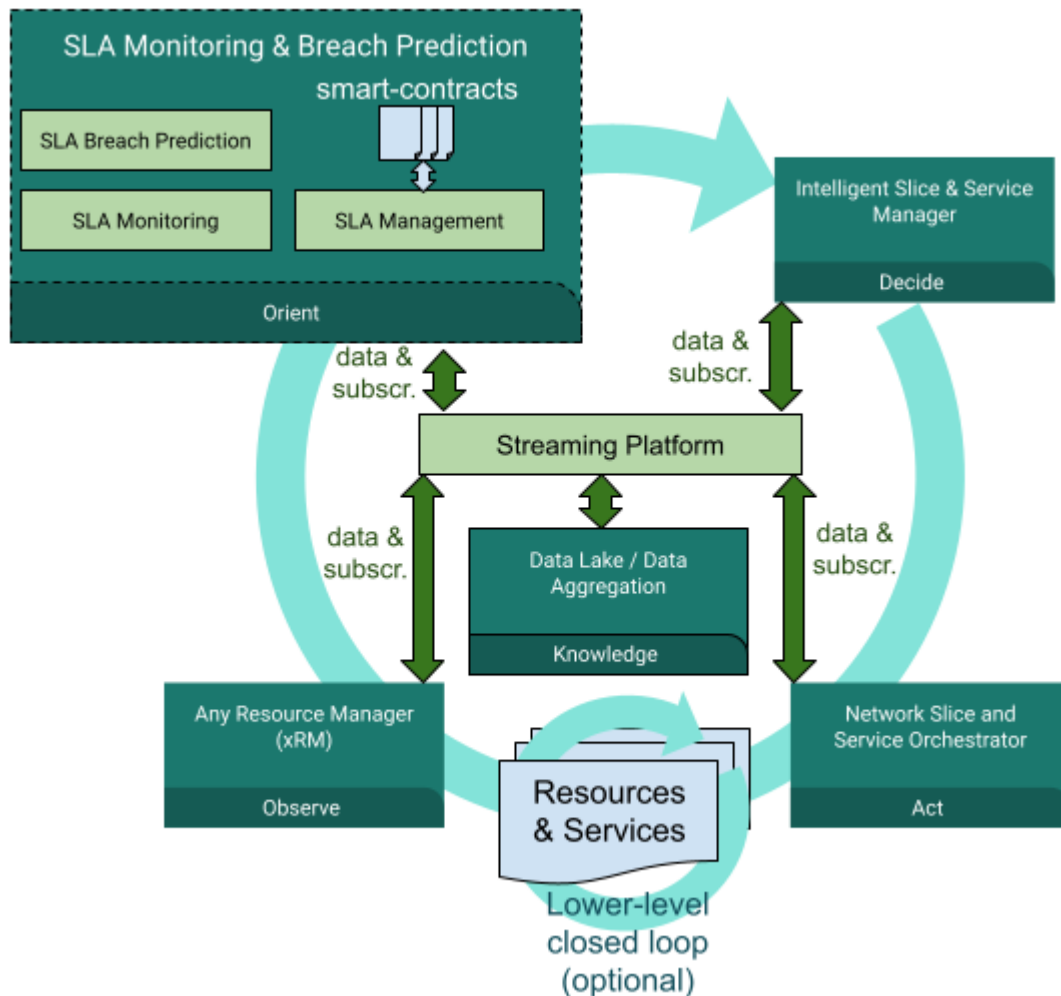 SLA Monitoring & Breach Prediction
smart-contracts
SLA Breach Prediction
SLA Monitoring
SLA Management
Orient
Intelligent Slice & Service
Manager
Decide
data &
subscr.
data &
subscr.
Streaming Platform
data &
subscr.
data &
subscr.
Data Lake / Data
Aggregation
Knowledge
Any Resource Manager
(xRM)
Observe
Network Slice and
Service Orchestrator
Act
Resources
& Services
Lower-level
closed loop
(optional)